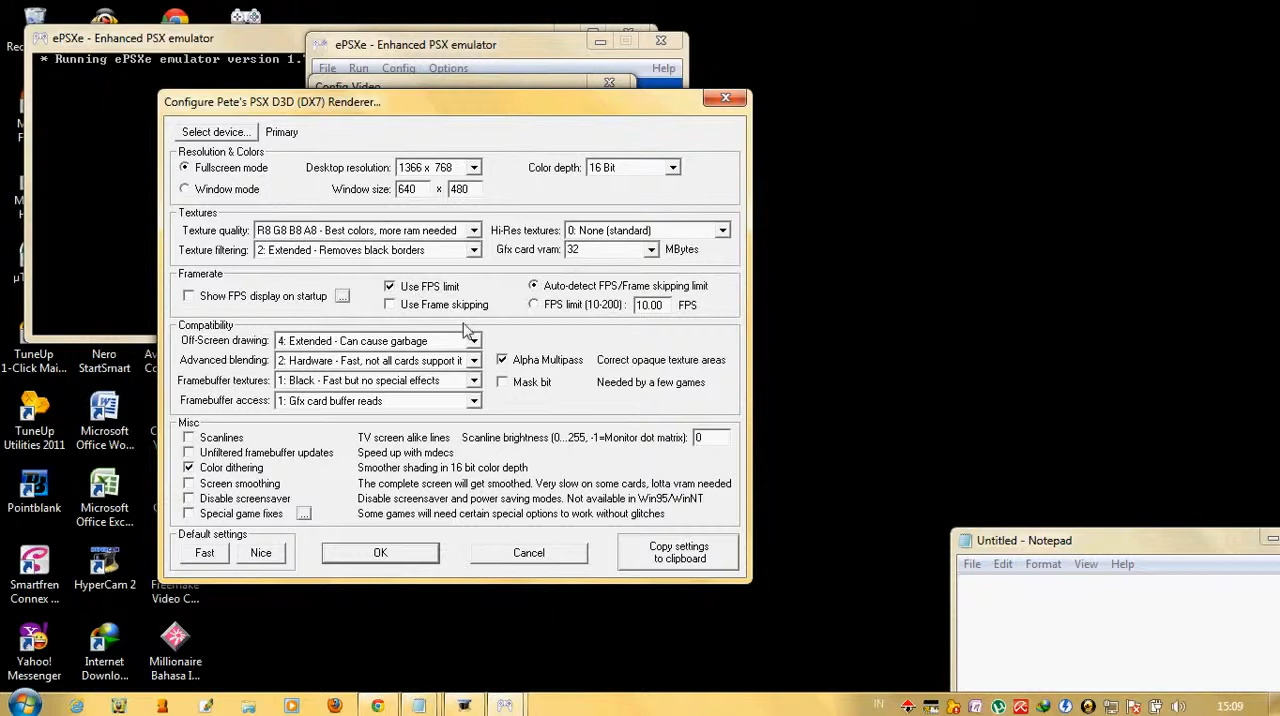 Rec
ePSXe - Enhanced PSX emulator
* Running ePSXe emulator version 1.
ePSXe - Enhanced PSX emulator
File Run Config Options Help
Config Video
Configure Pete's PSX D3D (DX7) Renderer...
Select device... Primary
Resolution & Colors
Fullscreen mode Desktop resolution: 1366 x 768 Color depth: 16 Bit
Window mode Window size: 640 x 480
Textures
Texture quality: R8 G8 B8 A8 - Best colors, more ram needed Hi-Res textures: 0: None (standard)
Texture filtering: 2: Extended - Removes black borders Gfx card vram: 32 MBytes
Framerate
Use FPS limit Auto-detect FPS/Frame skipping limit
Show FPS display on startup ... Use Frame skipping FPS limit (10-200) : 10.00 FPS
Compatibility
Off-Screen drawing: 4: Extended - Can cause garbage
Advanced blending: 2: Hardware - Fast, not all cards support it Alpha Multipass Correct opaque texture areas
Framebuffer textures: 1: Black - Fast but no special effects Mask bit Needed by a few games
Framebuffer access: 1: Gfx card buffer reads
Misc
Scanlines TV screen alike lines Scanline brightness (0...255, -1=Monitor dot matrix): 0
Unfiltered framebuffer updates Speed up with mdecs
Color dithering Smoother shading in 16 bit color depth
Screen smoothing The complete screen will get smoothed. Very slow on some cards, lotta vram needed
Disable screensaver Disable screensaver and power saving modes. Not available in Win95/WinNT
Special game fixes ... Some games will need certain special options to work without glitches
Default settings
Fast Nice OK Cancel Copy settings
to clipboard
TuneUp
1-Click Mai...
Nero
StartSmart
TuneUp
Utilities 2011
Microsoft
Office Wo...
Pointblank
Microsoft
Office Exc...
Smartfren
Connex ...
HyperCam 2
Freemake
Video C...
Yahoo!
Messenger
Internet
Downlo...
Millionaire
Bahasa I...
Untitled - Notepad
File Edit Format View Help
IN
15:09